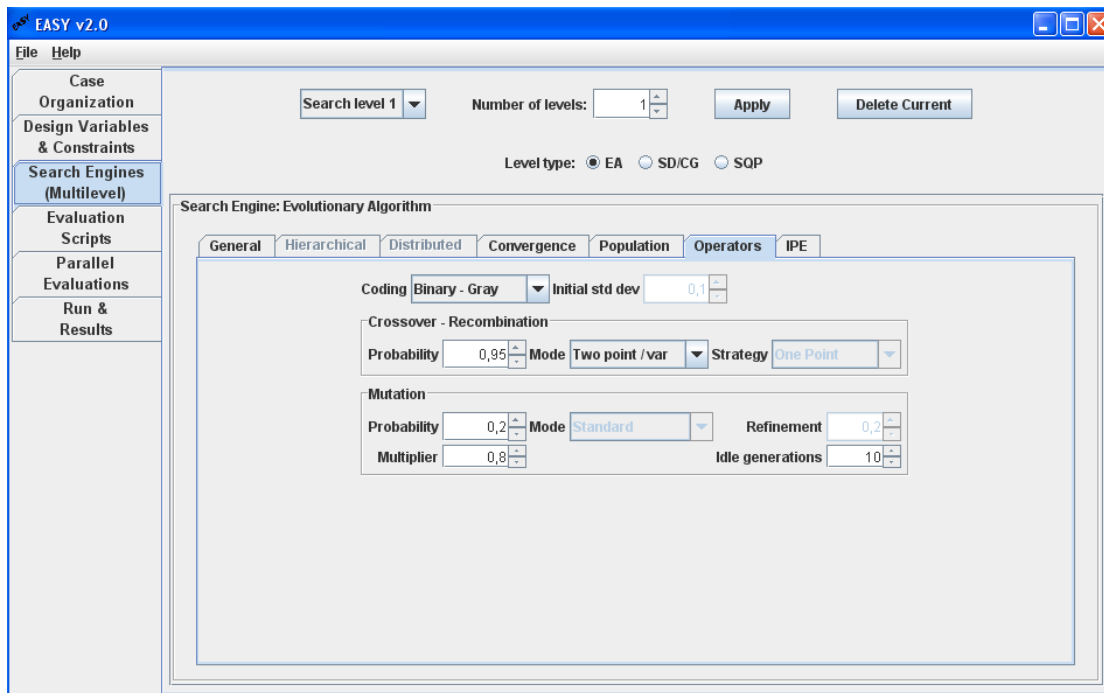 EASY EASY v2.0
File Help
Case
Organization
Design Variables
& Constraints
Search Engines
(Multilevel)
Evaluation
Scripts
Parallel
Evaluations
Run &
Results
Search level 1 Number of levels: 1 Apply Delete Current
Level type: EA SD/CG SQP
Search Engine: Evolutionary Algorithm
General Hierarchical Distributed Convergence Population Operators IPE
Coding Binary - Gray Initial std dev 0,1
Crossover - Recombination
Probability 0,95 Mode Two point / var Strategy One Point
Mutation
Probability 0,2 Mode Standard Refinement 0,2
Multiplier 0,8 Idle generations 10